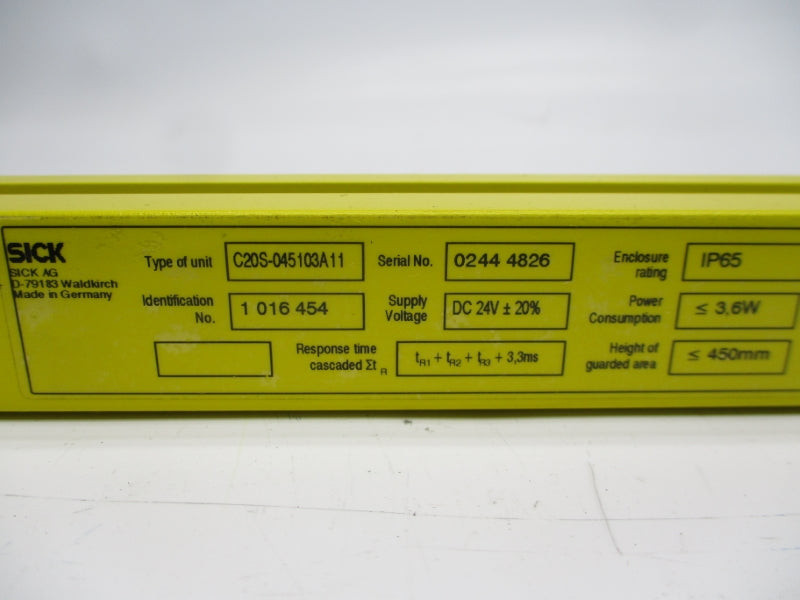 SICK
SICK AG
D-79183 Waldkirch
Made in Germany
Type of unit C20S-045103A11 Serial No. 0244 4826 Enclosure rating IP65
Identification No. 1 016 454 Supply Voltage DC 24V ± 20% Power Consumption ≤ 3,6W
Response time cascaded Σt R tR1 + tR2 + tR3 + 3,3ms Height of guarded area ≤ 450mm